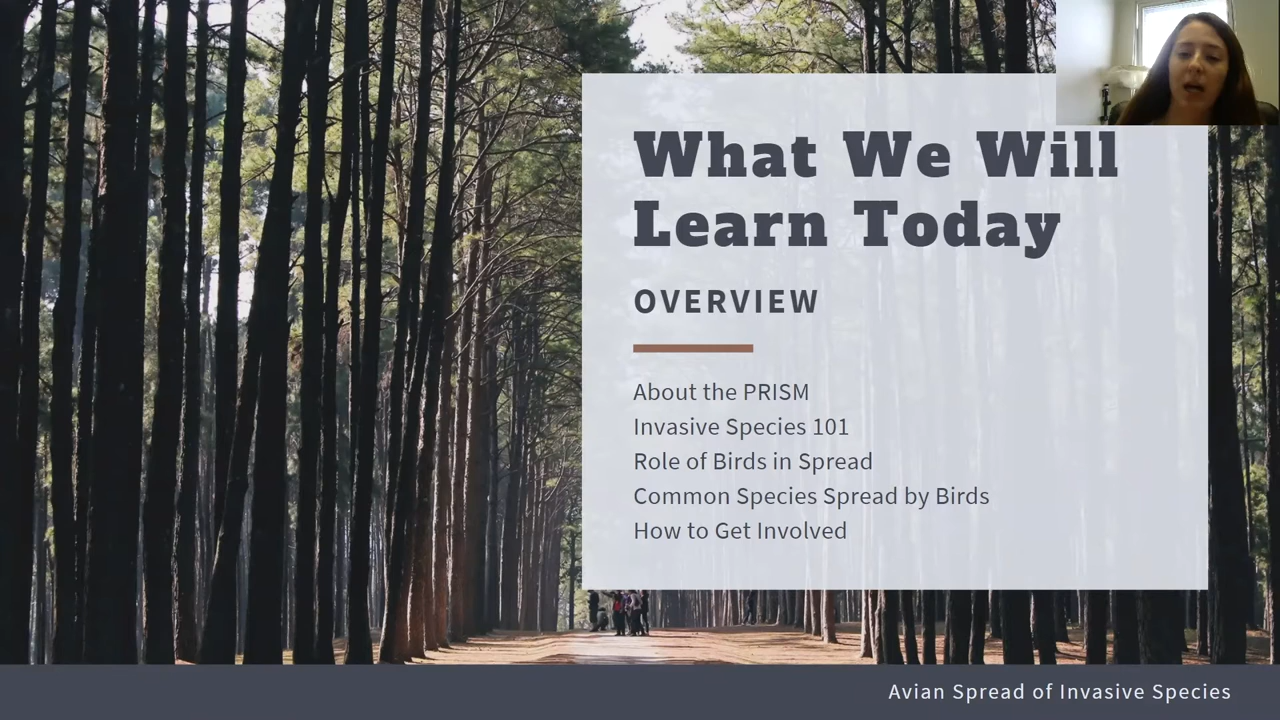 What We Will
Learn Today
OVERVIEW
About the PRISM
Invasive Species 101
Role of Birds in Spread
Common Species Spread by Birds
How to Get Involved
Avian Spread of Invasive Species